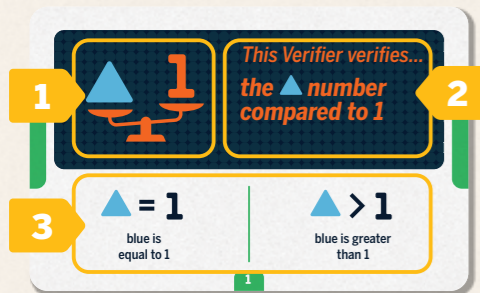 1
1
This Verifier verifies...
the number
compared to 1
2
3
= 1
blue is
equal to 1
> 1
blue is greater
than 1
1